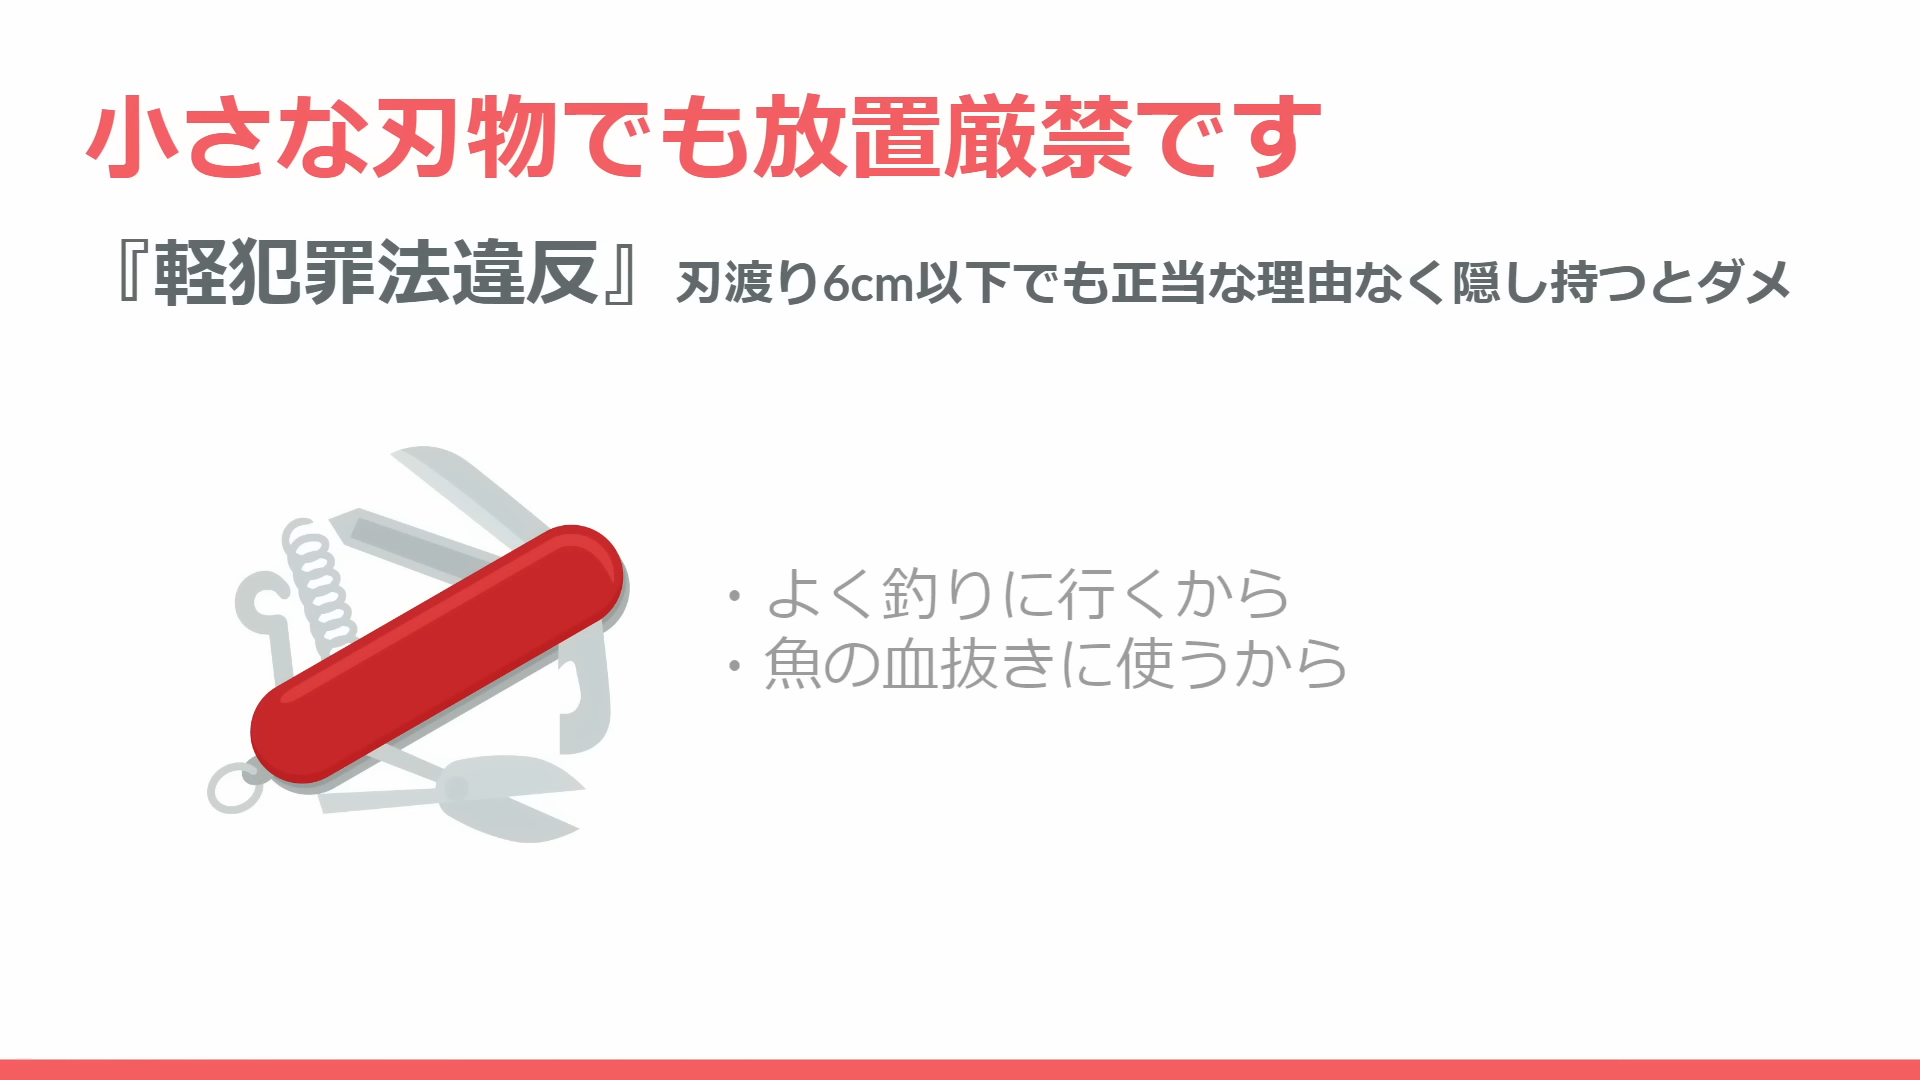 小さな刃物でも放置厳禁です
『軽犯罪法違反』 刃渡り6cm以下でも正当な理由なく隠し持つとダメ
・よく釣りに行くから
・魚の血抜きに使うから